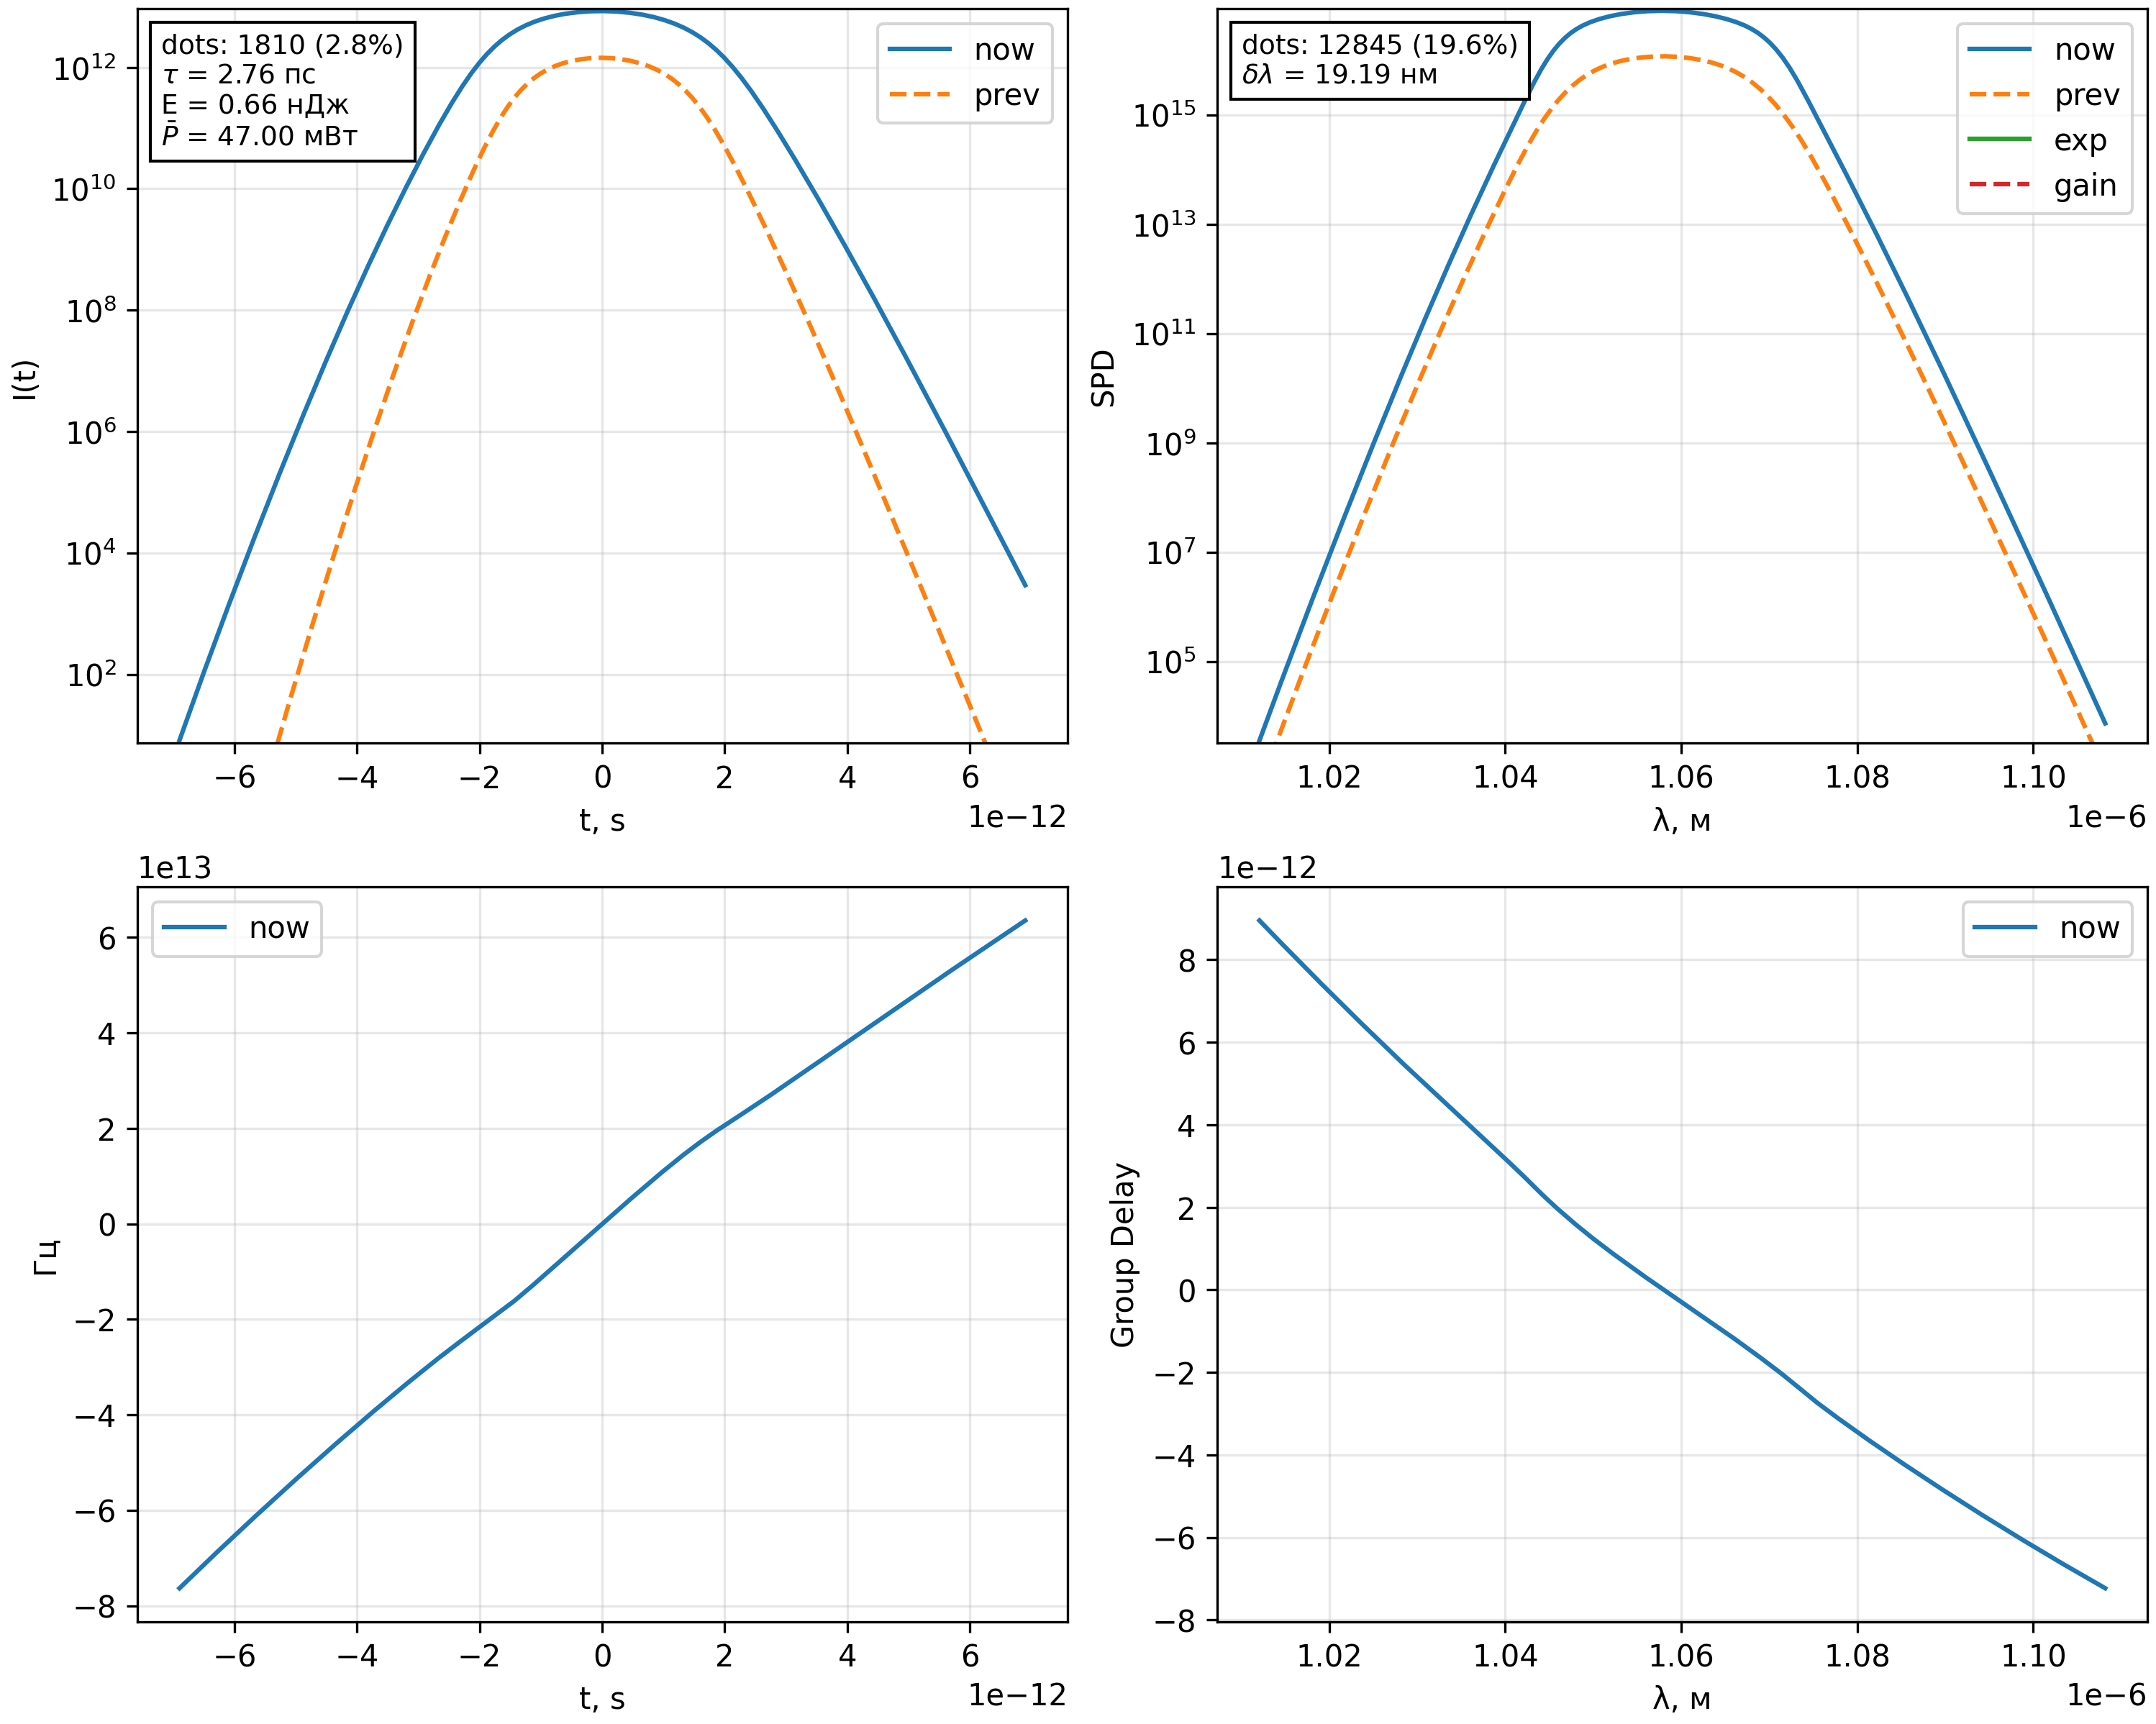 dots: 1810 (2.8%)
τ = 2.76 пс
E = 0.66 нДж
P̄ = 47.00 мВт
now
prev
10¹²
10¹⁰
10⁸
10⁶
10⁴
10²
I(t)
−6 −4 −2 0 2 4 6
t, s
1e−12
dots: 12845 (19.6%)
δλ = 19.19 нм
now
prev
exp
gain
10¹⁵
10¹³
10¹¹
10⁹
10⁷
10⁵
SPD
1.02 1.04 1.06 1.08 1.10
λ, м
1e−6
1e13
now
6
4
2
0
−2
−4
−6
−8
Гц
−6 −4 −2 0 2 4 6
t, s
1e−12
1e−12
now
8
6
4
2
0
−2
−4
−6
−8
Group Delay
1.02 1.04 1.06 1.08 1.10
λ, м
1e−6